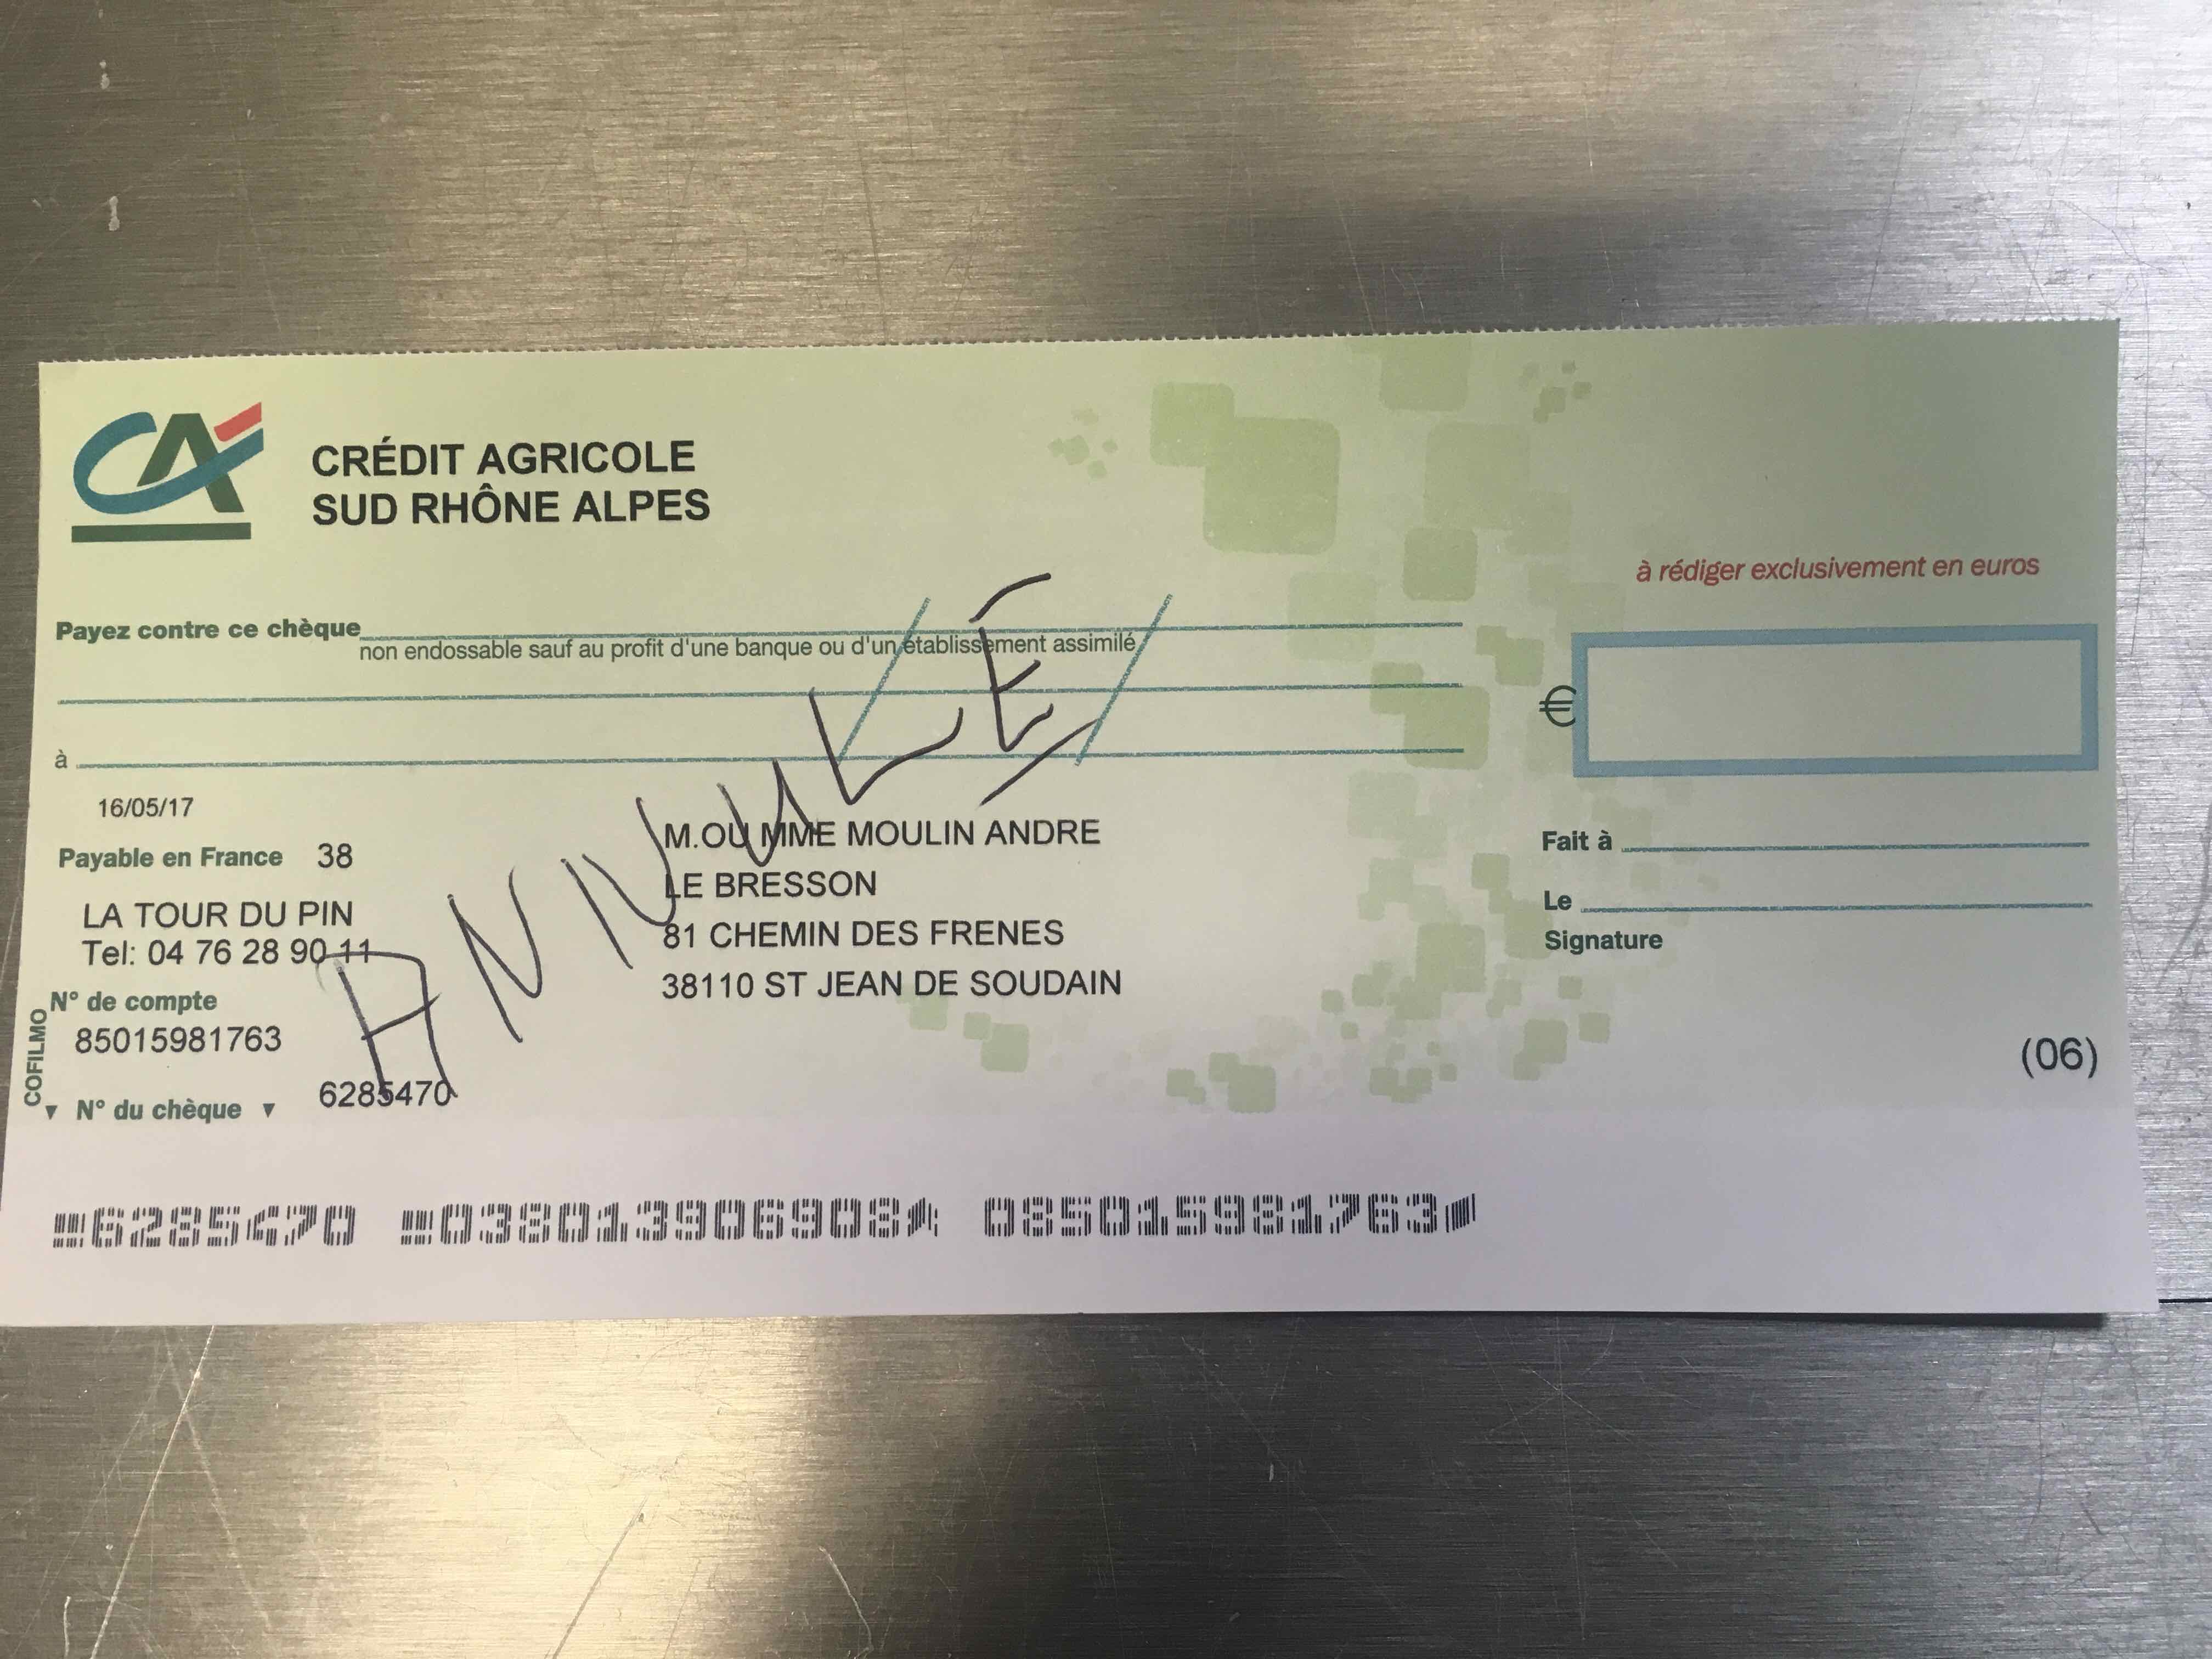 CA
CRÉDIT AGRICOLE
SUD RHÔNE ALPES
à rédiger exclusivement en euros
Payez contre ce chèque
non endossable sauf au profit d'une banque ou d'un établissement assimilé
€
à
ANNULÉ
16/05/17
Payable en France 38
LA TOUR DU PIN
Tel: 04 76 28 90 11
M.OU MME MOULIN ANDRE
LE BRESSON
81 CHEMIN DES FRENES
38110 ST JEAN DE SOUDAIN
Fait à
Le
Signature
COFILMO
N° de compte
85015981763
N° du chèque 6285470
(06)
6285470 038013906908 085015981763